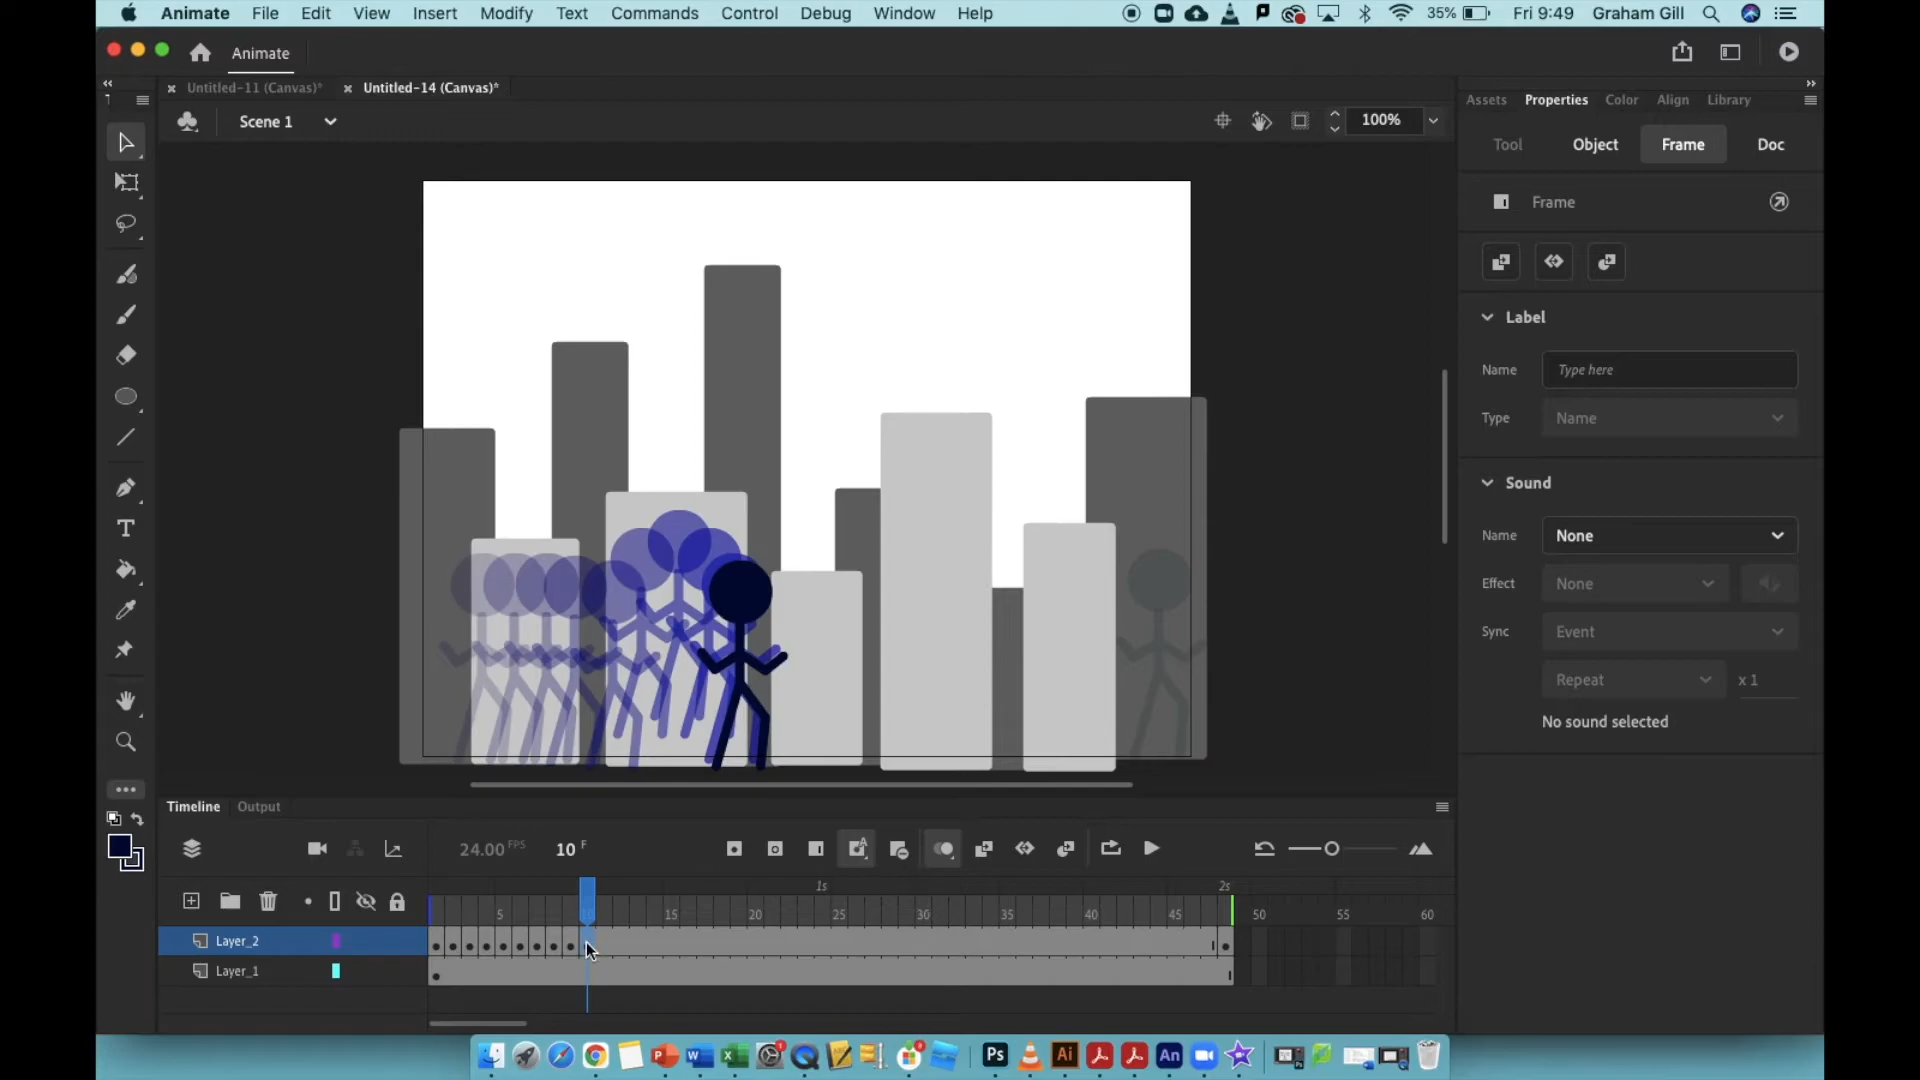 Animate File Edit View Insert Modify Text Commands Control Debug Window Help 35% Fri 9:49 Graham Gill
Animate
Untitled-11 (Canvas)* Untitled-14 (Canvas)*
Assets Properties Color Align Library
Scene 1 100%
Tool Object Frame Doc
Frame
Label
Name Type here
Type Name
Sound
Name None
Effect None
Sync Event
Repeat x 1
No sound selected
Timeline Output
24.00 FPS 10 F
1s 2s
5 15 20 25 30 35 40 45 50 55 60
Layer_2
Layer_1
Ps Ai An